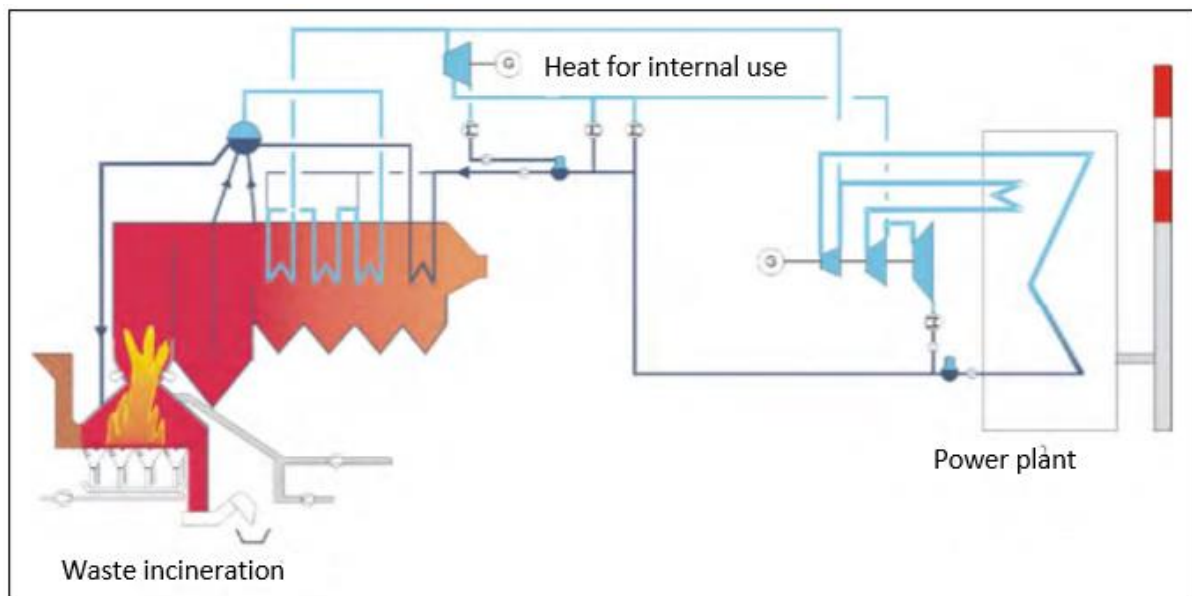 G
Heat for internal use
G
Power plant
Waste incineration